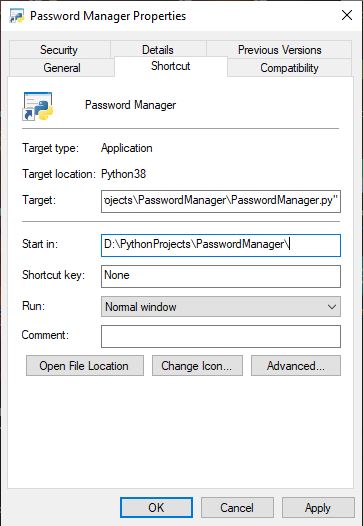 Password Manager Properties
Security Details Previous Versions
General Shortcut Compatibility
Password Manager
Target type: Application
Target location: Python38
Target: ojects\PasswordManager\PasswordManager.py"
Start in: D:\PythonProjects\PasswordManager\
Shortcut key: None
Run: Normal window
Comment:
Open File Location Change Icon... Advanced...
OK Cancel Apply